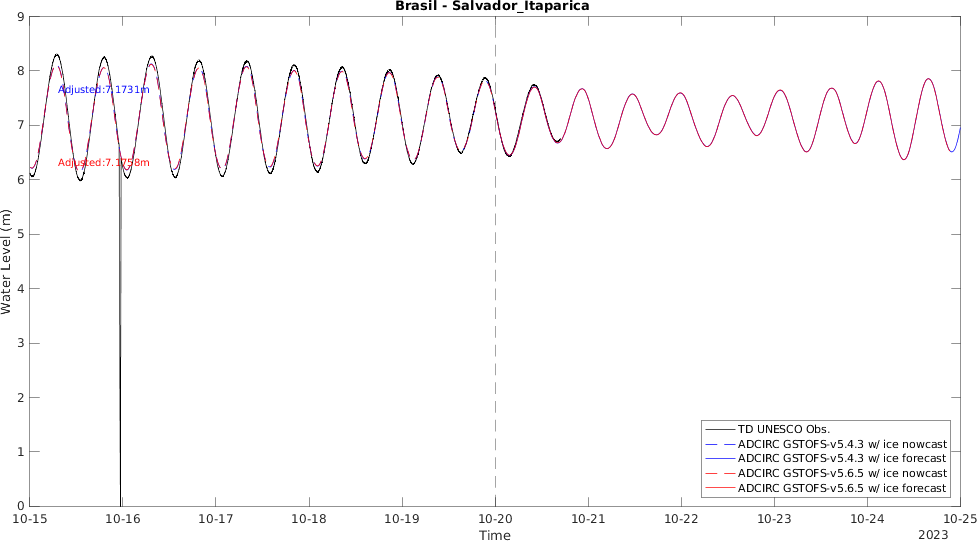 Brasil - Salvador_Itaparica
9
8
7
6
5
4
3
2
1
0
Water Level (m)
Adjusted:7.1731m
Adjusted:7.1758m
TD UNESCO Obs.
ADCIRC GSTOFS-v5.4.3 w/ ice nowcast
ADCIRC GSTOFS-v5.4.3 w/ ice forecast
ADCIRC GSTOFS-v5.6.5 w/ ice nowcast
ADCIRC GSTOFS-v5.6.5 w/ ice forecast
10-15 10-16 10-17 10-18 10-19 10-20 10-21 10-22 10-23 10-24 10-25
Time
2023